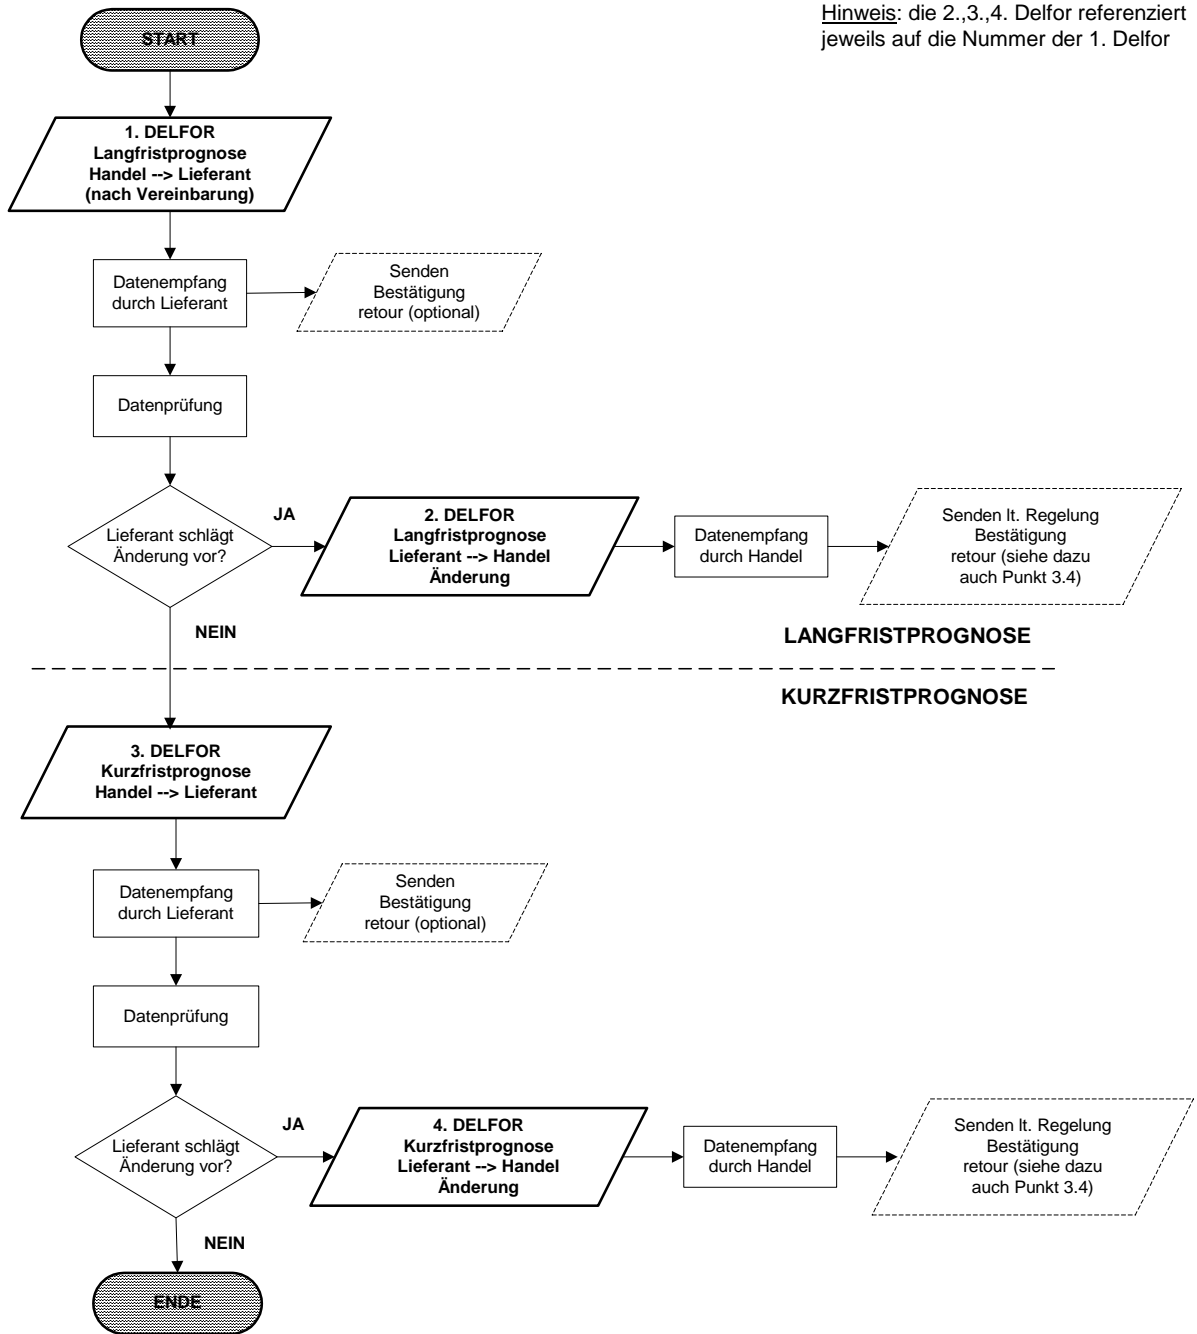 Hinweis: die 2.,3.,4. Delfor referenziert
jeweils auf die Nummer der 1. Delfor
START
1. DELFOR
Langfristprognose
Handel --> Lieferant
(nach Vereinbarung)
Datenempfang
durch Lieferant
Senden
Bestätigung
retour (optional)
Datenprüfung
Lieferant schlägt
Änderung vor?
JA
2. DELFOR
Langfristprognose
Lieferant --> Handel
Änderung
Datenempfang
durch Handel
Senden lt. Regelung
Bestätigung
retour (siehe dazu
auch Punkt 3.4)
NEIN
LANGFRISTPROGNOSE
KURZFRISTPROGNOSE
3. DELFOR
Kurzfristprognose
Handel --> Lieferant
Datenempfang
durch Lieferant
Senden
Bestätigung
retour (optional)
Datenprüfung
Lieferant schlägt
Änderung vor?
JA
4. DELFOR
Kurzfristprognose
Lieferant --> Handel
Änderung
Datenempfang
durch Handel
Senden lt. Regelung
Bestätigung
retour (siehe dazu
auch Punkt 3.4)
NEIN
ENDE